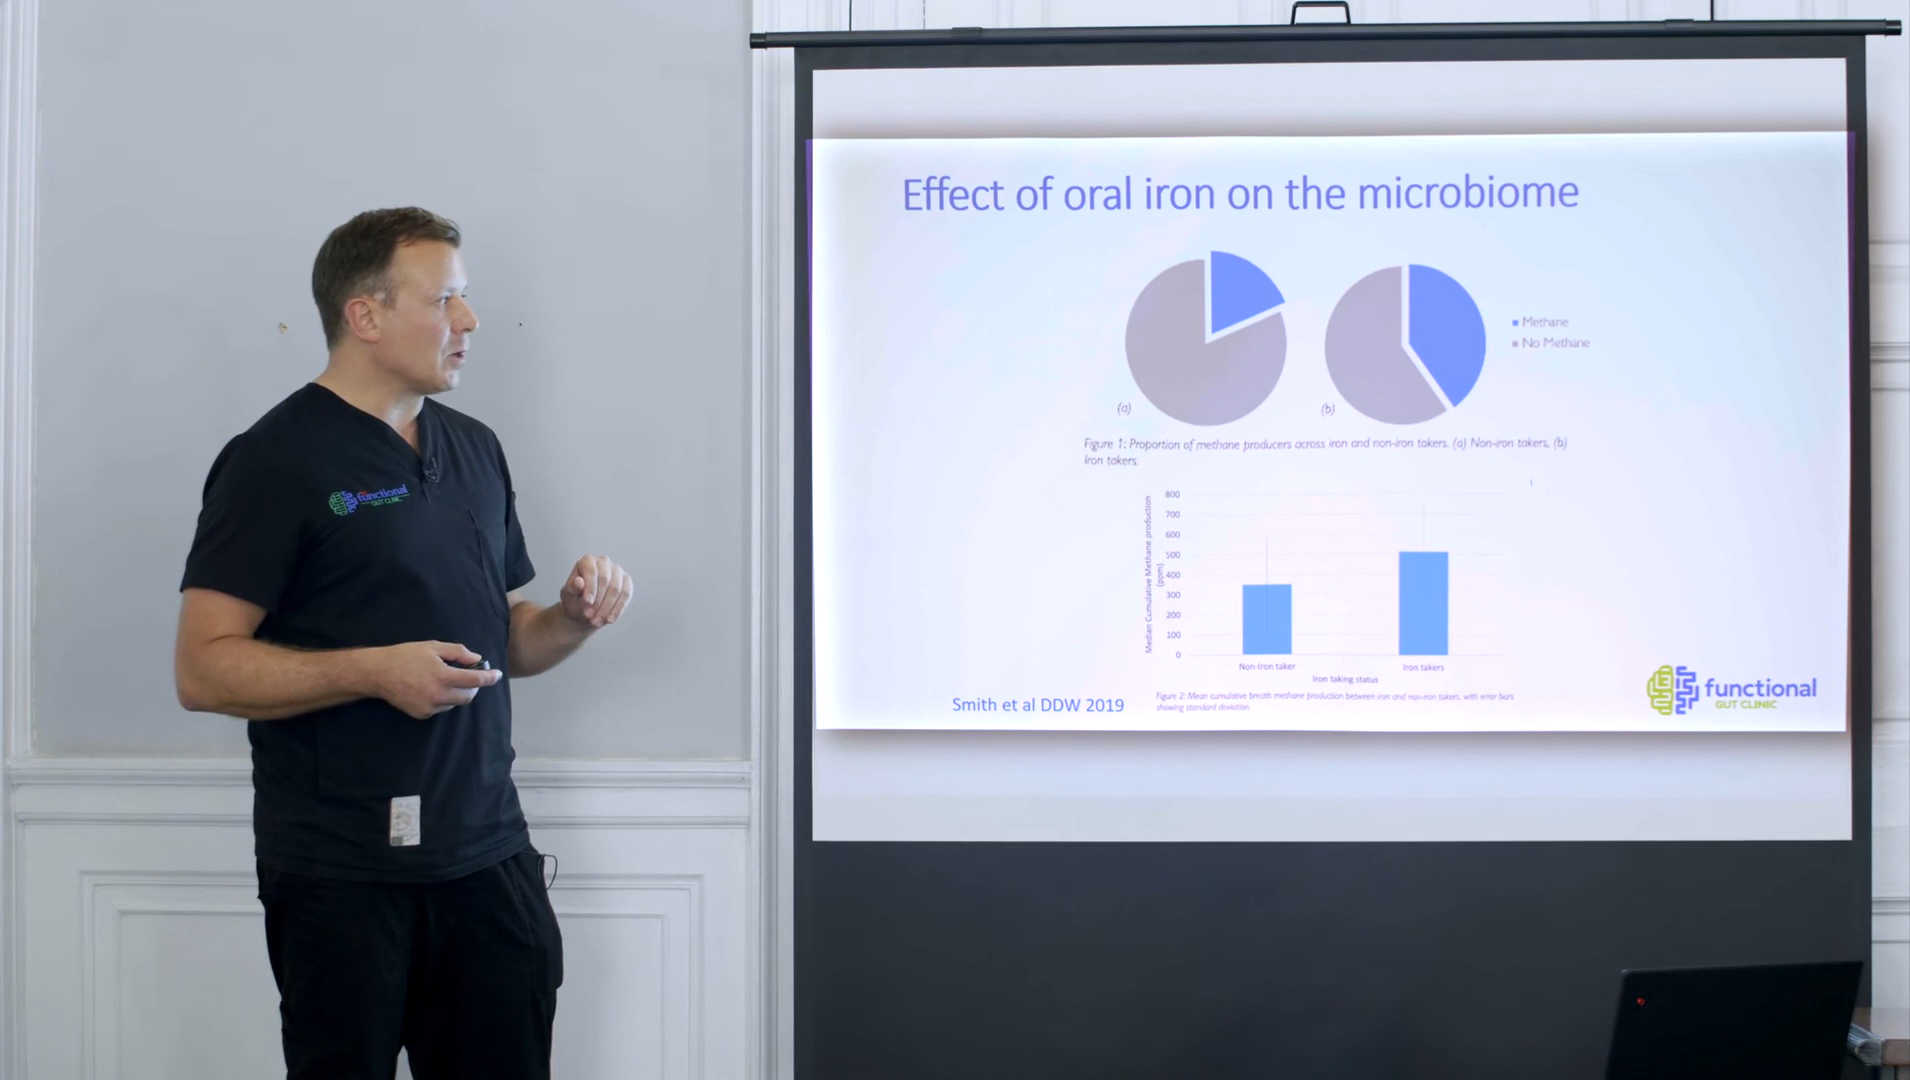 functional
GUT CLINIC
Effect of oral iron on the microbiome
Methane
No Methane
(a)
(b)
Figure 1: Proportion of methane producers across iron and non-iron takers. (a) Non-iron takers, (b)
Iron takers.
Median Cumulative Methane production
(ppm)
800
700
600
500
400
300
200
100
0
Non-Iron taker
Iron takers
Iron taking status
Figure 2: Mean cumulative breath methane production between iron and non-iron takers, with error bars
showing standard deviation
Smith et al DDW 2019
functional
GUT CLINIC